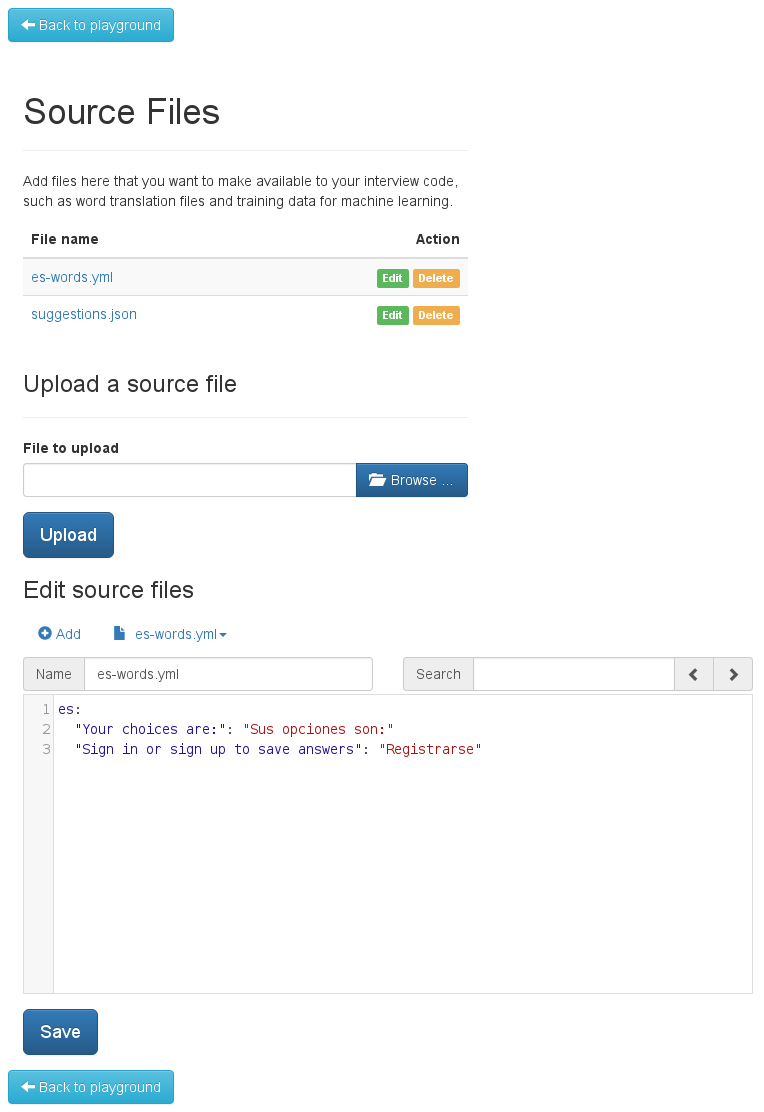 Back to playground
Source Files
Add files here that you want to make available to your interview code,
such as word translation files and training data for machine learning.
File name Action
es-words.yml Edit Delete
suggestions.json Edit Delete
Upload a source file
File to upload
Browse ...
Upload
Edit source files
Add es-words.yml
Name es-words.yml Search
1 es:
2 "Your choices are:": "Sus opciones son:"
3 "Sign in or sign up to save answers": "Registrarse"
Save
Back to playground